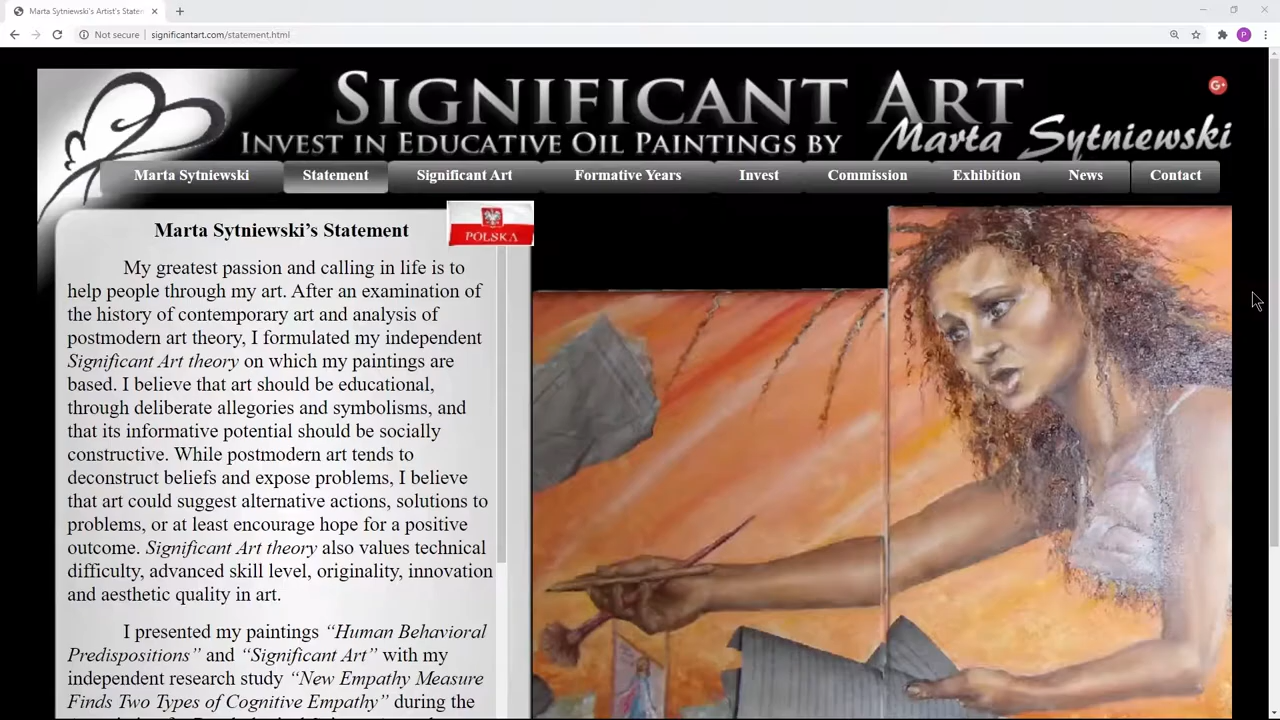 Marta Sytniewski's Artist's Staten
Not secure
significantart.com/statement.html
P
SIGNIFICANT ART
INVEST IN EDUCATIVE OIL PAINTINGS BY
Marta Sytniewski
G+
Marta Sytniewski
Statement
Significant Art
Formative Years
Invest
Commission
Exhibition
News
Contact
Marta Sytniewski's Statement
POLSKA
My greatest passion and calling in life is to
help people through my art. After an examination of
the history of contemporary art and analysis of
postmodern art theory, I formulated my independent
Significant Art theory on which my paintings are
based. I believe that art should be educational,
through deliberate allegories and symbolisms, and
that its informative potential should be socially
constructive. While postmodern art tends to
deconstruct beliefs and expose problems, I believe
that art could suggest alternative actions, solutions to
problems, or at least encourage hope for a positive
outcome. Significant Art theory also values technical
difficulty, advanced skill level, originality, innovation
and aesthetic quality in art.
I presented my paintings “Human Behavioral
Predispositions” and “Significant Art” with my
independent research study “New Empathy Measure
Finds Two Types of Cognitive Empathy” during the